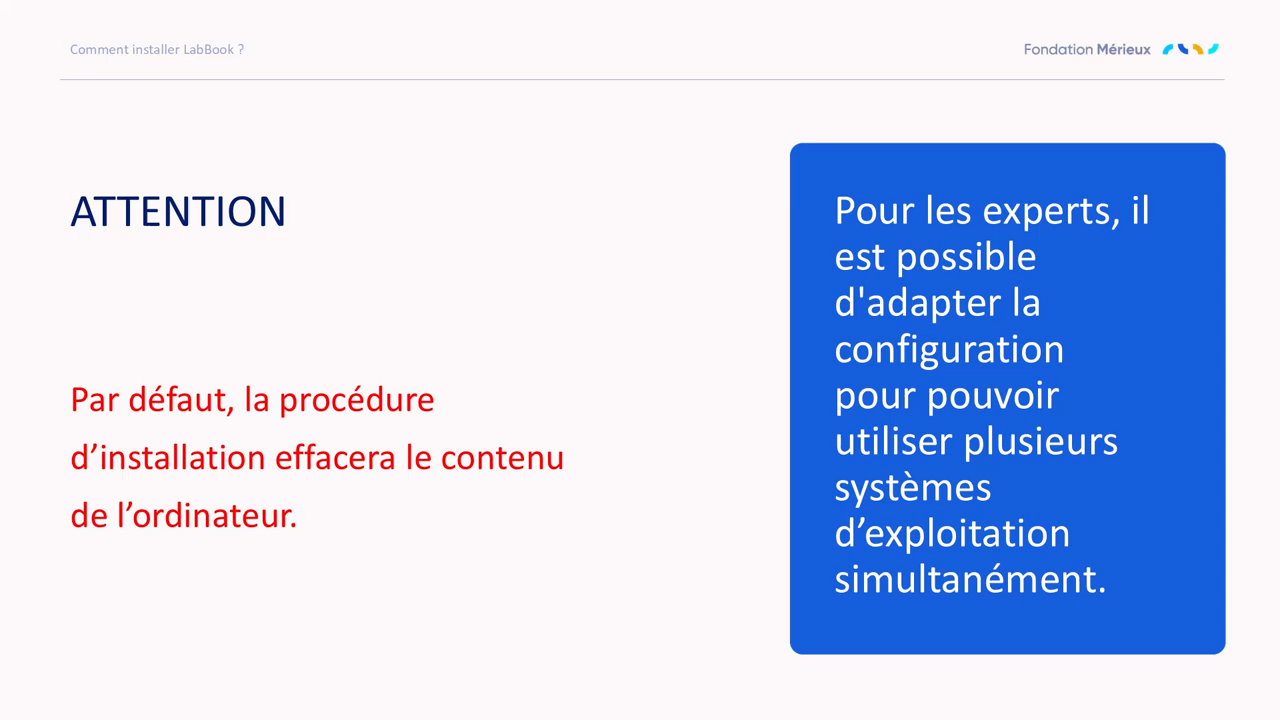 Comment installer LabBook ?
Fondation Mérieux
ATTENTION
Par défaut, la procédure
d’installation effacera le contenu
de l’ordinateur.
Pour les experts, il
est possible
d'adapter la
configuration
pour pouvoir
utiliser plusieurs
systèmes
d’exploitation
simultanément.